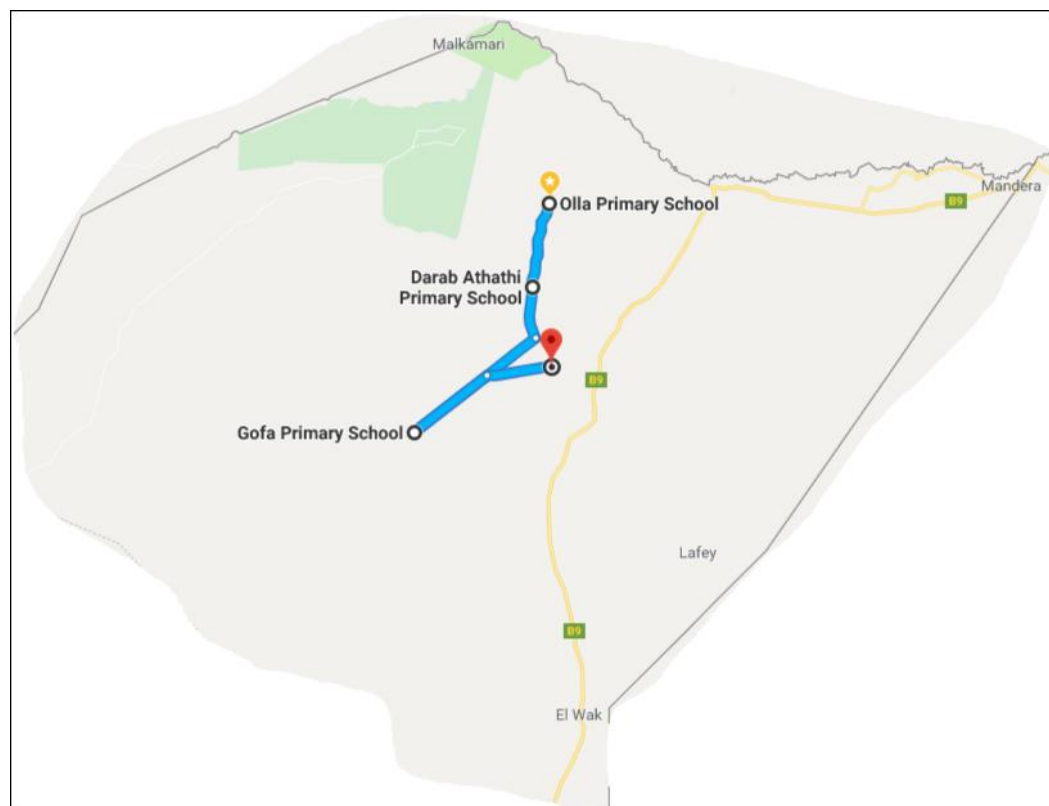 Malkamari
Mandera
B9
Olla Primary School
Darab Athathi
Primary School
B9
Gofa Primary School
Lafey
B9
El Wak